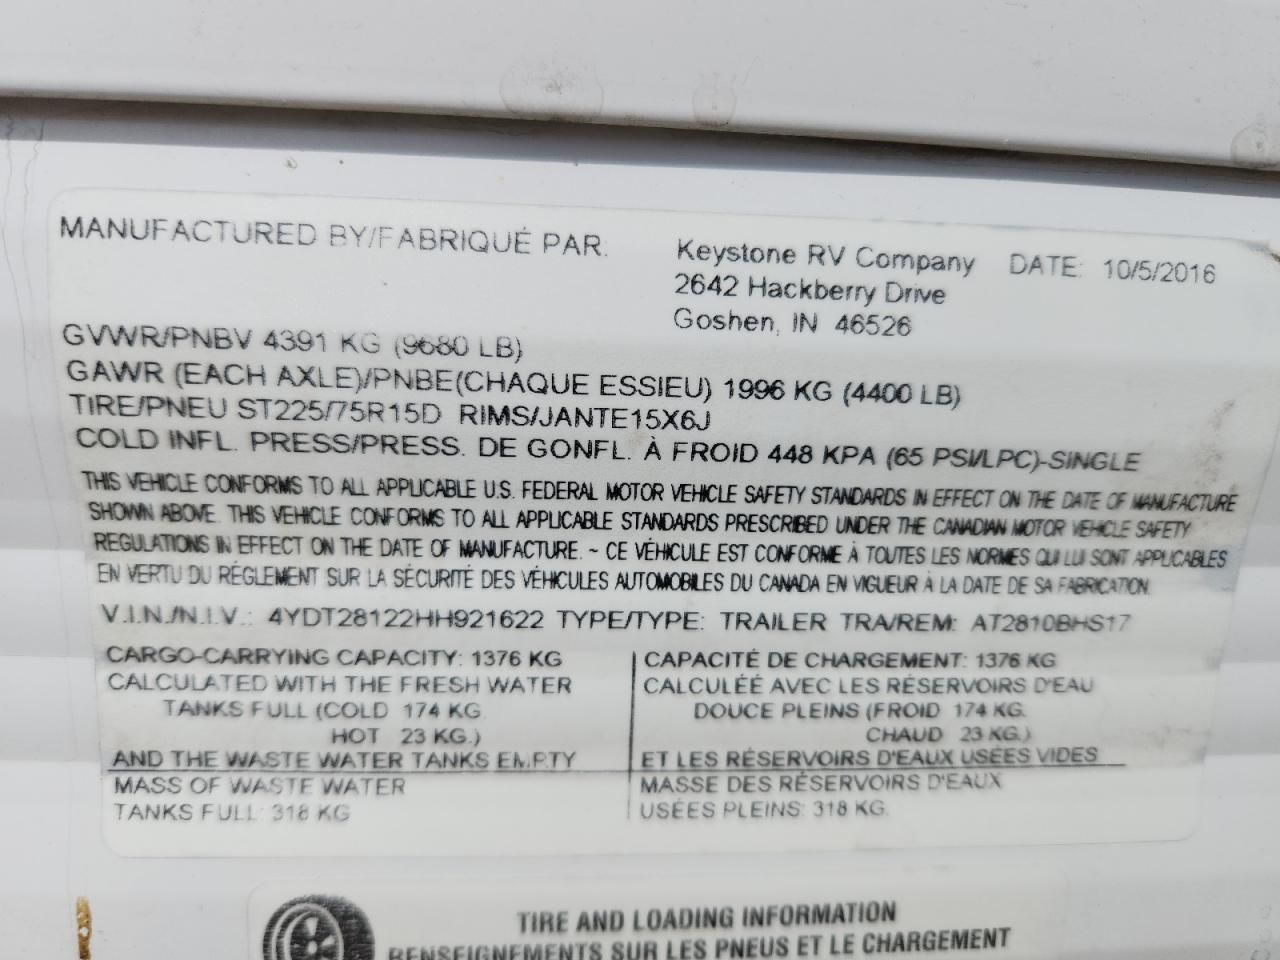 MANUFACTURED BY/FABRIQUÉ PAR:
Keystone RV Company DATE: 10/5/2016
2642 Hackberry Drive
Goshen, IN 46526
GVWR/PNBV 4391 KG (9680 LB)
GAWR (EACH AXLE)/PNBE(CHAQUE ESSIEU) 1996 KG (4400 LB)
TIRE/PNEU ST225/75R15D RIMS/JANTE15X6J
COLD INFL. PRESS/PRESS. DE GONFL. À FROID 448 KPA (65 PSI/LPC)-SINGLE
THIS VEHICLE CONFORMS TO ALL APPLICABLE U.S. FEDERAL MOTOR VEHICLE SAFETY STANDARDS IN EFFECT ON THE DATE OF MANUFACTURE
SHOWN ABOVE. THIS VEHICLE CONFORMS TO ALL APPLICABLE STANDARDS PRESCRIBED UNDER THE CANADIAN MOTOR VEHICLE SAFETY
REGULATIONS IN EFFECT ON THE DATE OF MANUFACTURE. ~ CE VÉHICULE EST CONFORME À TOUTES LES NORMES QUI LUI SONT APPLICABLES
EN VERTU DU RÉGLEMENT SUR LA SÉCURITÉ DES VÉHICULES AUTOMOBILES DU CANADA EN VIGUEUR À LA DATE DE SA FABRICATION.
V.I.N./N.I.V.: 4YDT28122HH921622 TYPE/TYPE: TRAILER TRA/REM: AT2810BHS17
CARGO-CARRYING CAPACITY: 1376 KG
CALCULATED WITH THE FRESH WATER
TANKS FULL (COLD 174 KG.
HOT 23 KG.)
AND THE WASTE WATER TANKS EMPTY
MASS OF WASTE WATER
TANKS FULL: 318 KG
CAPACITÉ DE CHARGEMENT: 1376 KG
CALCULÉE AVEC LES RÉSERVOIRS D'EAU
DOUCE PLEINS (FROID 174 KG.
CHAUD 23 KG.)
ET LES RÉSERVOIRS D'EAUX USÉES VIDES
MASSE DES RÉSERVOIRS D'EAUX
USÉES PLEINS: 318 KG.
TIRE AND LOADING INFORMATION
RENSEIGNEMENTS SUR LES PNEUS ET LE CHARGEMENT